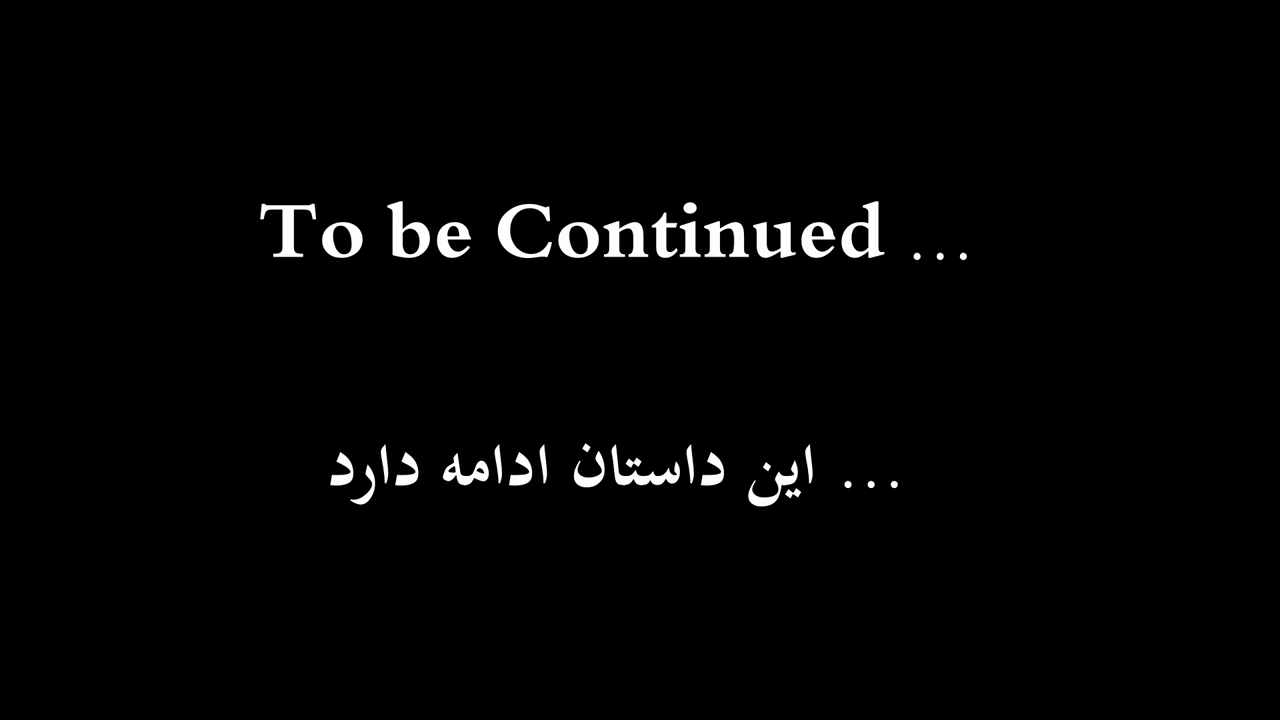 To be Continued ...
... این داستان ادامه دارد